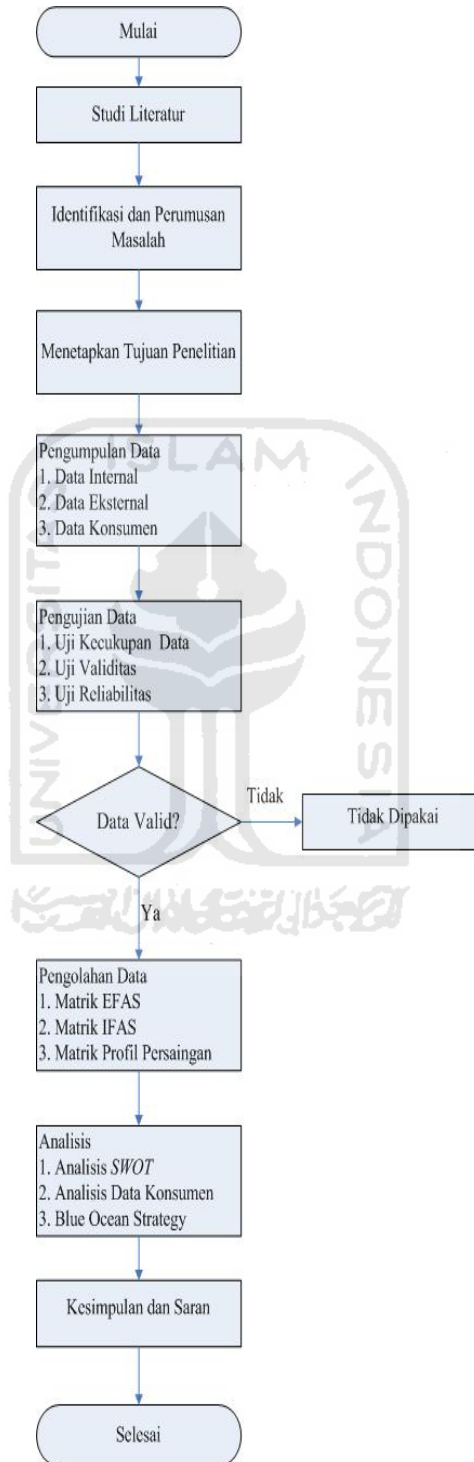 Mulai
Studi Literatur
Identifikasi dan Perumusan
Masalah
Menetapkan Tujuan Penelitian
Pengumpulan Data
1. Data Internal
2. Data Eksternal
3. Data Konsumen
Pengujian Data
1. Uji Kecukupan Data
2. Uji Validitas
3. Uji Reliabilitas
Data Valid?
Tidak
Tidak Dipakai
Ya
Pengolahan Data
1. Matrik EFAS
2. Matrik IFAS
3. Matrik Profil Persaingan
Analisis
1. Analisis SWOT
2. Analisis Data Konsumen
3. Blue Ocean Strategy
Kesimpulan dan Saran
Selesai
UNIVERSITAS
ISLAM
INDONESIA